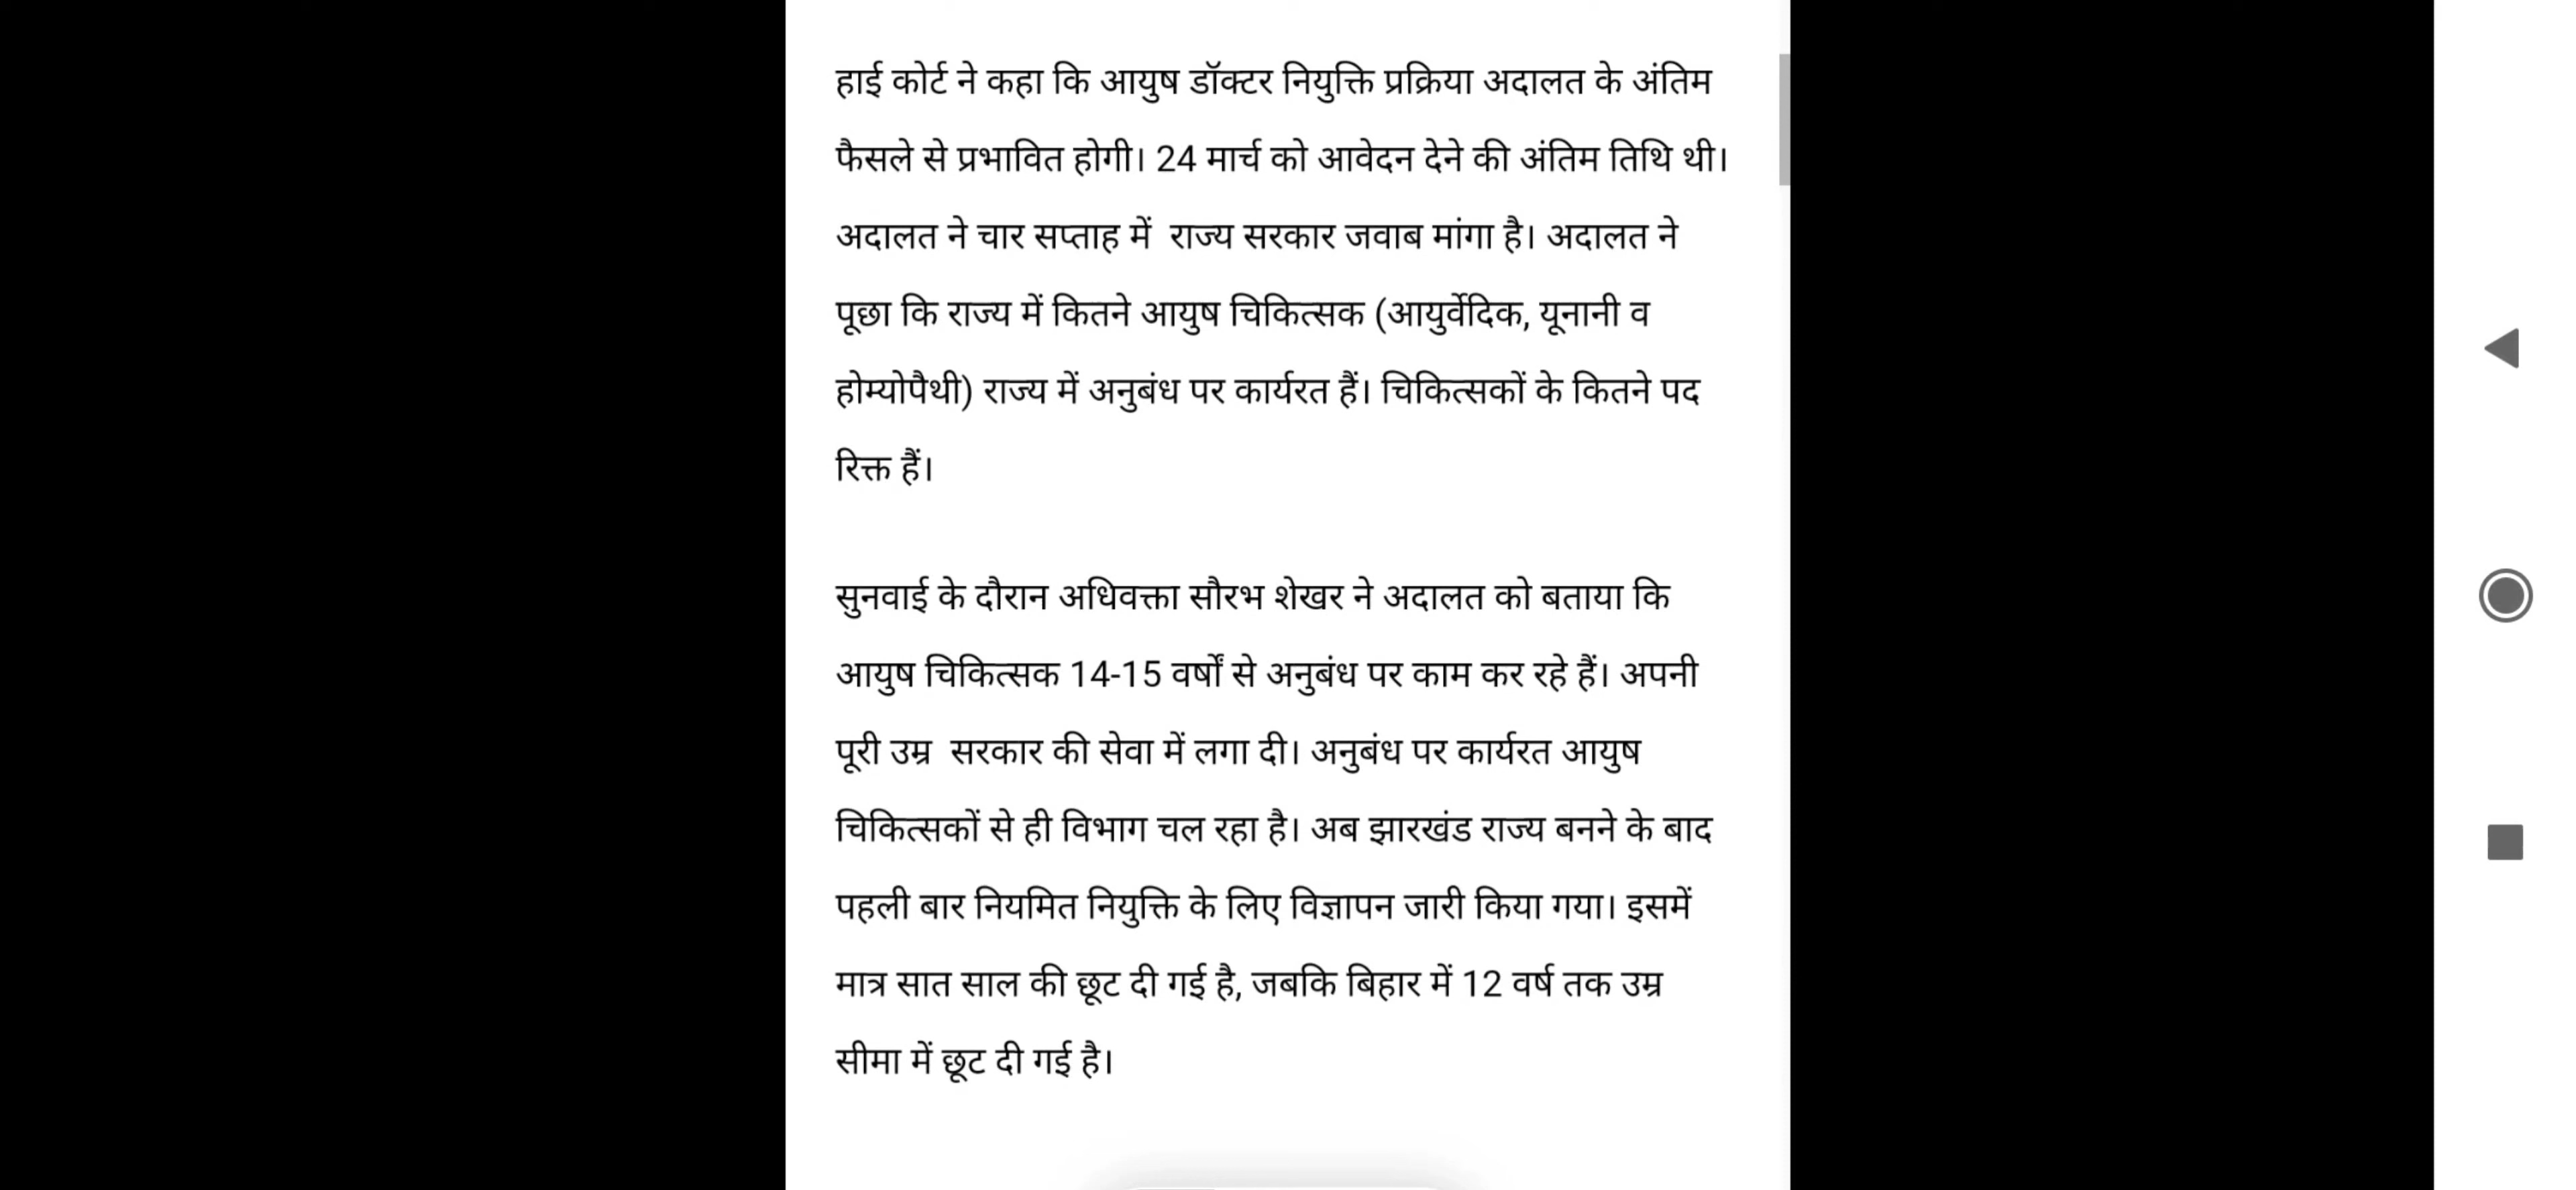 हाई कोर्ट ने कहा कि आयुष डॉक्टर नियुक्ति प्रक्रिया अदालत के अंतिम
फैसले से प्रभावित होगी। 24 मार्च को आवेदन देने की अंतिम तिथि थी।
अदालत ने चार सप्ताह में  राज्य सरकार जवाब मांगा है। अदालत ने
पूछा कि राज्य में कितने आयुष चिकित्सक (आयुर्वेदिक, यूनानी व
होम्योपैथी) राज्य में अनुबंध पर कार्यरत हैं। चिकित्सकों के कितने पद
रिक्त हैं।
सुनवाई के दौरान अधिवक्ता सौरभ शेखर ने अदालत को बताया कि
आयुष चिकित्सक 14-15 वर्षों से अनुबंध पर काम कर रहे हैं। अपनी
पूरी उम्र  सरकार की सेवा में लगा दी। अनुबंध पर कार्यरत आयुष
चिकित्सकों से ही विभाग चल रहा है। अब झारखंड राज्य बनने के बाद
पहली बार नियमित नियुक्ति के लिए विज्ञापन जारी किया गया। इसमें
मात्र सात साल की छूट दी गई है, जबकि बिहार में 12 वर्ष तक उम्र
सीमा में छूट दी गई है।